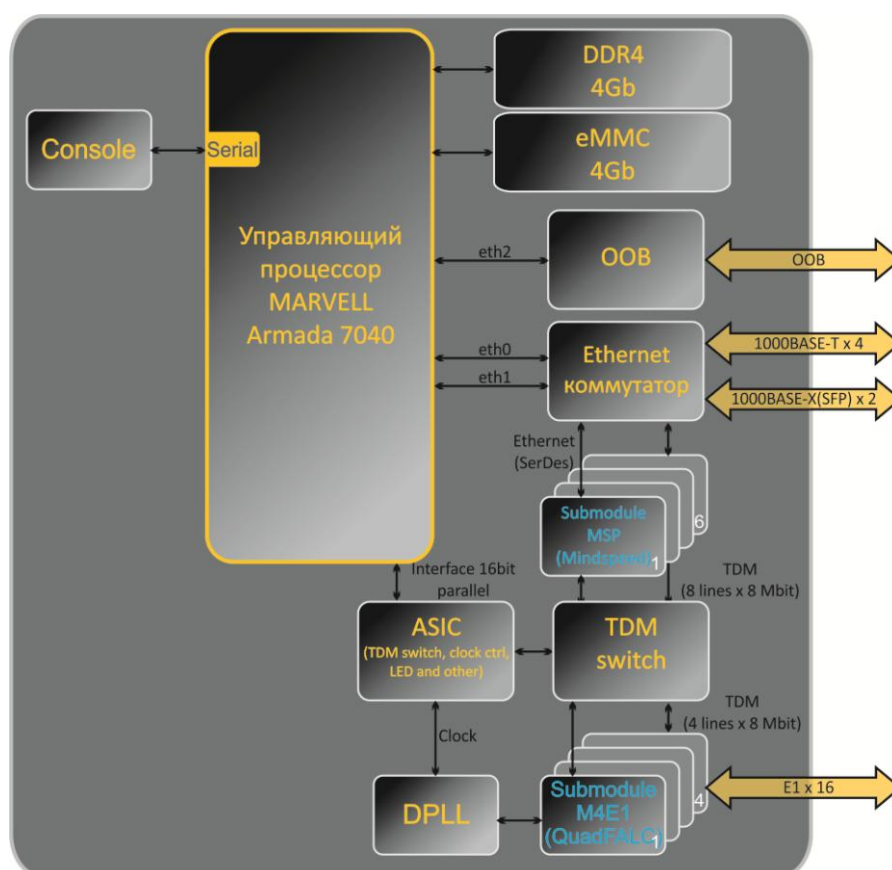 DDR4
4Gb
eMMC
4Gb
Console
Serial
Управляющий
процессор
MARVELL
Armada 7040
eth2
OOB
OOB
eth0
eth1
Ethernet
коммутатор
1000BASE-T x 4
1000BASE-X(SFP) x 2
Ethernet
(SerDes)
Submodule
MSP
(Mindspeed)
1
6
Interface 16bit
parallel
TDM
(8 lines x 8 Mbit)
ASIC
(TDM switch, clock ctrl,
LED and other)
TDM
switch
TDM
(4 lines x 8 Mbit)
Clock
DPLL
Submodule
M4E1
(QuadFALC)
1
4
E1 x 16